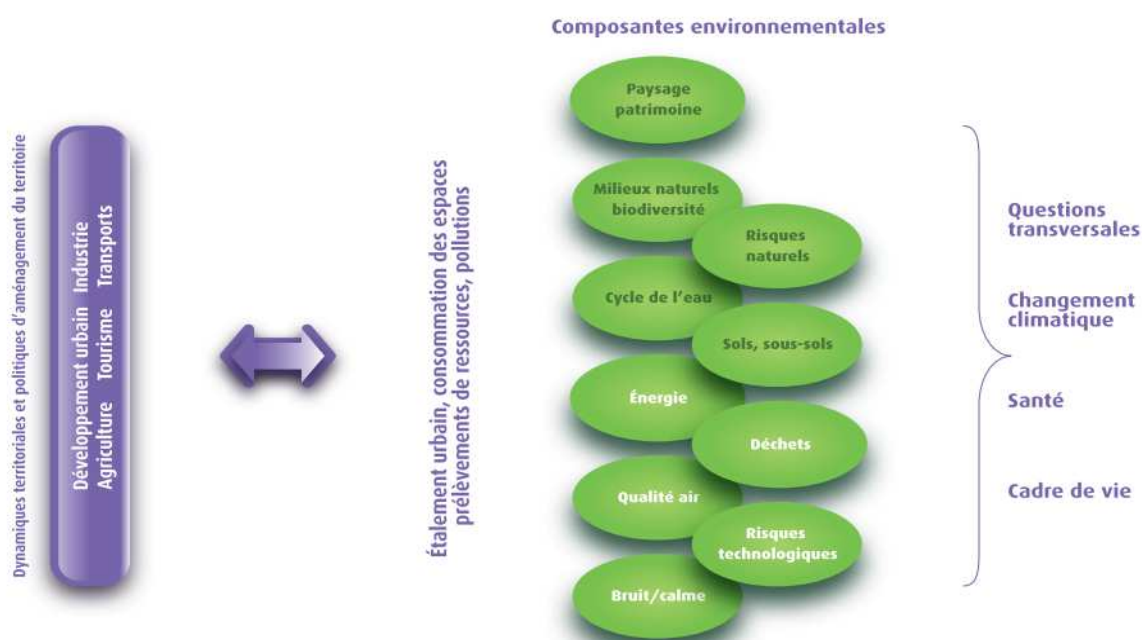 Composantes environnementales
Dynamiques territoriales et politiques d'aménagement du territoire
Développement urbain Industrie
Agriculture Tourisme Transports
Étalement urbain, consommation des espaces
prélèvements de ressources, pollutions
Paysage
patrimoine
Milieux naturels
biodiversité
Risques
naturels
Cycle de l'eau
Sols, sous-sols
Énergie
Déchets
Qualité air
Risques
technologiques
Bruit/calme
Questions
transversales
Changement
climatique
Santé
Cadre de vie